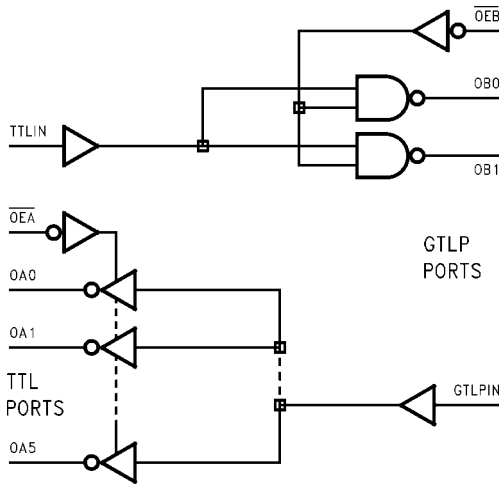 OEB
OB0
TTLIN
OB1
OEA
GTLP
PORTS
OA0
OA1
TTL
PORTS
GTLPIN
OA5